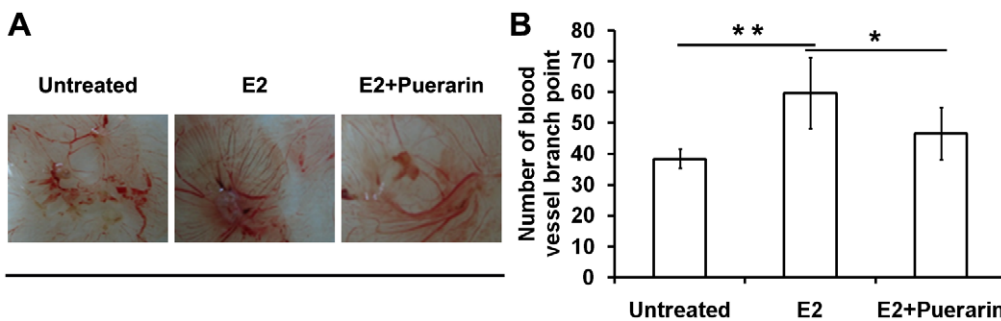 A
Untreated
E2
E2+Puerarin
B
Number of blood
vessel branch point
80
70
60
50
40
30
20
10
0
**
*
Untreated
E2
E2+Puerarin